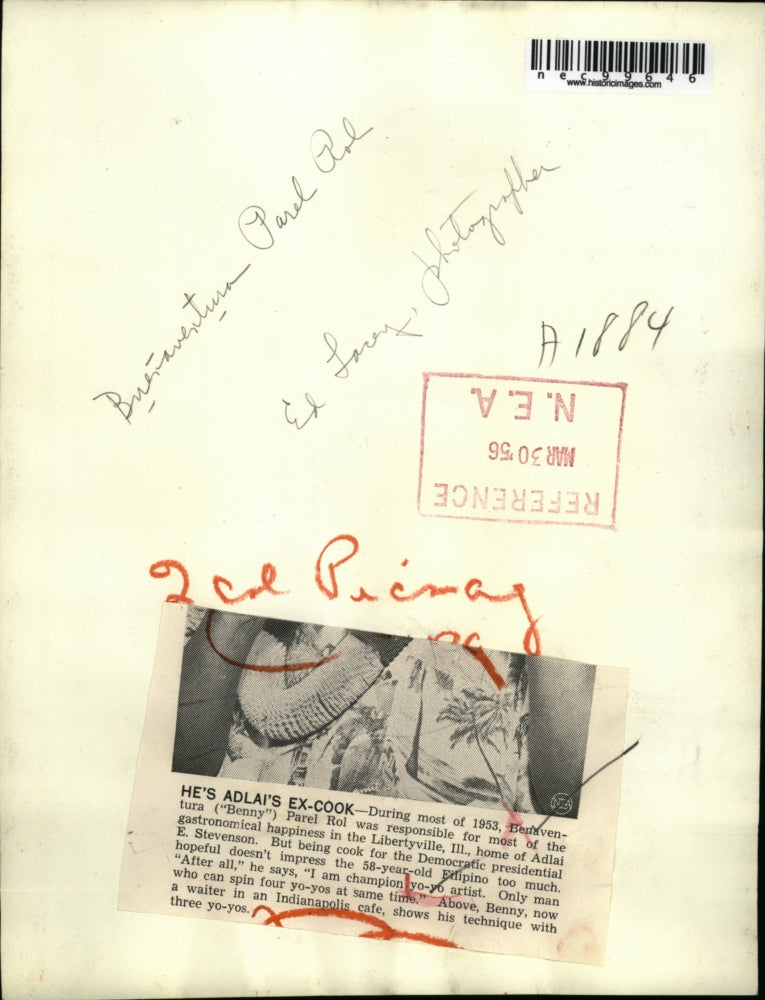 nec99646
www.historicimages.com
Buenaventura Parel Rol
Ed Lacey, photographer
A1884
N.E.A.
MAR 30 '56
REFERENCE
2 col Picmag
NEA
HE'S ADLAI'S EX-COOK—During most of 1953, Benaven-
tura ("Benny") Parel Rol was responsible for most of the
gastronomical happiness in the Libertyville, Ill., home of Adlai
E. Stevenson. But being cook for the Democratic presidential
hopeful doesn't impress the 58-year-old Filipino too much.
"After all," he says, "I am champion yo-yo artist. Only man
who can spin four yo-yos at same time." Above, Benny, now
a waiter in an Indianapolis cafe, shows his technique with
three yo-yos.